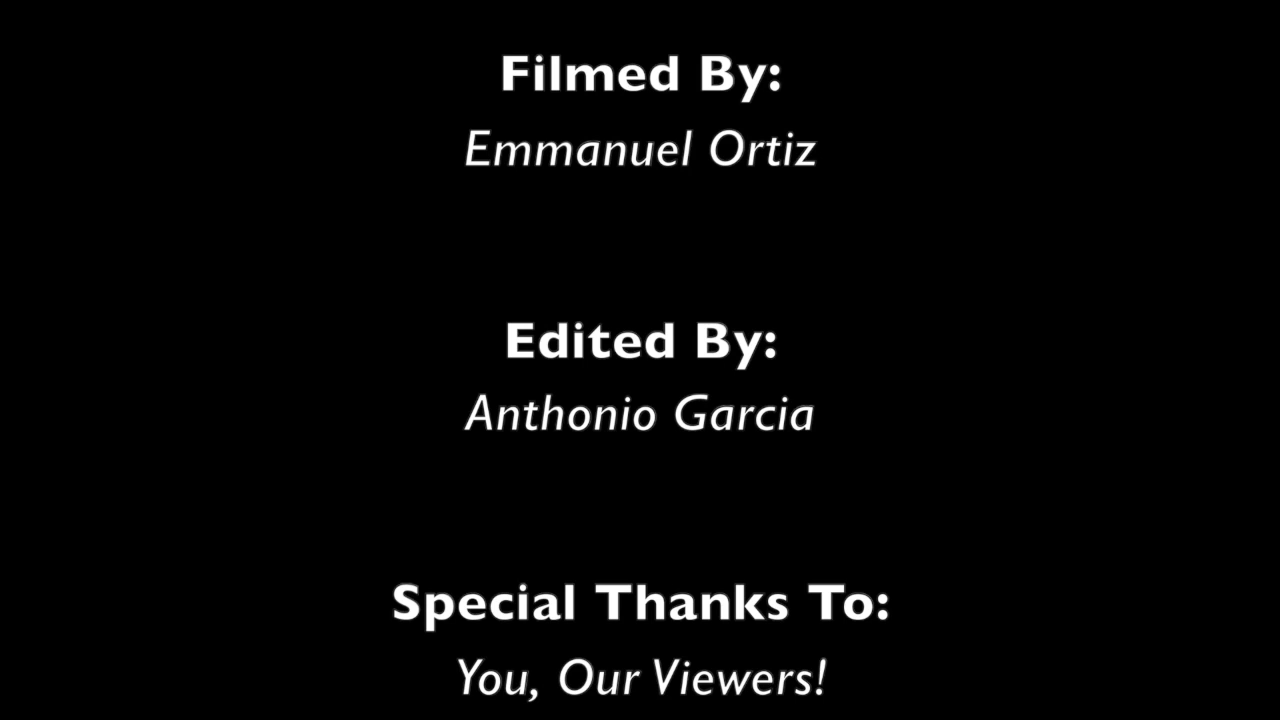 Filmed By:
Emmanuel Ortiz
Edited By:
Anthonio Garcia
Special Thanks To:
You, Our Viewers!